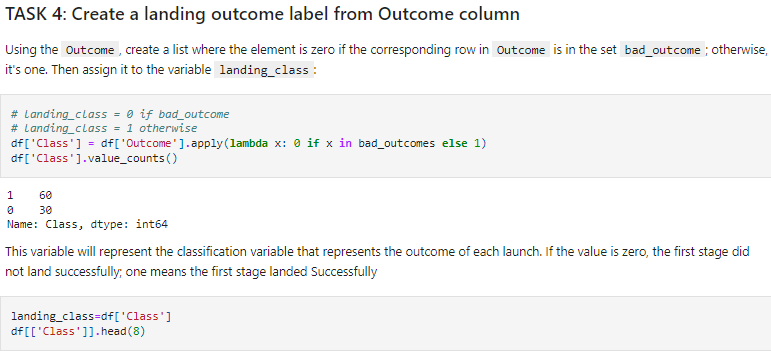 TASK 4: Create a landing outcome label from Outcome column
Using the Outcome , create a list where the element is zero if the corresponding row in Outcome is in the set bad_outcome ; otherwise,
it's one. Then assign it to the variable landing_class :
# landing_class = 0 if bad_outcome
# landing_class = 1 otherwise
df['Class'] = df['Outcome'].apply(lambda x: 0 if x in bad_outcomes else 1)
df['Class'].value_counts()
1    60
0    30
Name: Class, dtype: int64
This variable will represent the classification variable that represents the outcome of each launch. If the value is zero, the first stage did
not land successfully; one means the first stage landed Successfully
landing_class=df['Class']
df[['Class']].head(8)